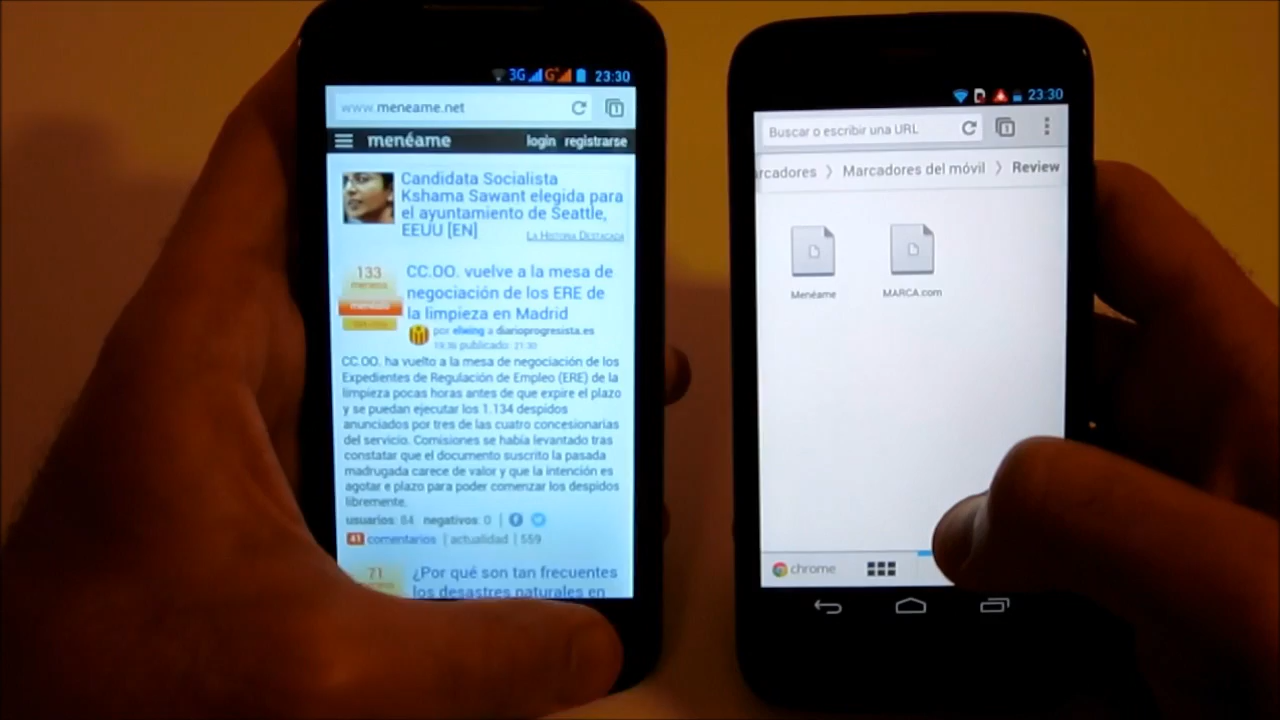 3G G 23:30
www.meneame.net 1
menéame login registrarse
Candidata Socialista
Kshama Sawant elegida para
el ayuntamiento de Seattle,
EEUU [EN] La Historia Destacada
133
CC.OO. vuelve a la mesa de
negociación de los ERE de
la limpieza en Madrid
por elwing a diarioprogresista.es
publicado: 21:30
CC.OO. ha vuelto a la mesa de negociación de los
Expedientes de Regulación de Empleo (ERE) de la
limpieza pocas horas antes de que expire el plazo
y se puedan ejecutar los 1.134 despidos
anunciados por tres de las cuatro concesionarias
del servicio. Comisiones se había levantado tras
constatar que el documento suscrito la pasada
madrugada carece de valor y que la intención es
agotar e plazo para poder comenzar los despidos
libremente.
usuarios: 84 negativos: 0
41 comentarios | actualidad | 559
71
¿Por qué son tan frecuentes
los desastres naturales en
23:30
Buscar o escribir una URL 1
rcadores > Marcadores del móvil > Review
Menéame MARCA.com
chrome